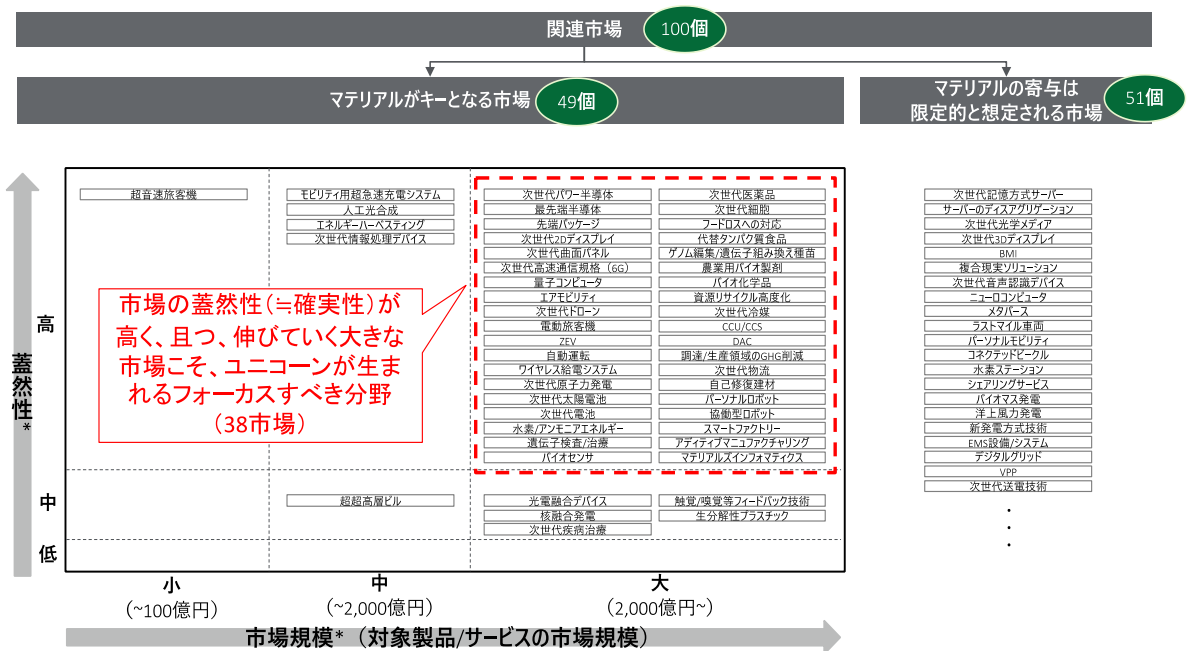 関連市場
100個
マテリアルがキーとなる市場
49個
マテリアルの寄与は
限定的と想定される市場
51個
蓋然性*
高
中
低
超音速旅客機
モビリティ用超急速充電システム
人工光合成
エネルギーハーベスティング
次世代情報処理デバイス
次世代パワー半導体
最先端半導体
先端パッケージ
次世代2Dディスプレイ
次世代曲面パネル
次世代高速通信規格（6G）
量子コンピュータ
エアモビリティ
次世代ドローン
電動旅客機
ZEV
自動運転
ワイヤレス給電システム
次世代原子力発電
次世代太陽電池
次世代電池
水素/アンモニアエネルギー
遺伝子検査/治療
バイオセンサ
次世代医薬品
次世代細胞
フードロスへの対応
代替タンパク質食品
ゲノム編集/遺伝子組み換え種苗
農業用バイオ製剤
バイオ化学品
資源リサイクル高度化
次世代冷媒
CCU/CCS
DAC
調達/生産領域のGHG削減
次世代物流
自己修復建材
パーソナルロボット
協働型ロボット
スマートファクトリー
アディティブマニュファクチャリング
マテリアルズインフォマティクス
市場の蓋然性(≒確実性)が
高く、且つ、伸びていく大きな
市場こそ、ユニコーンが生ま
れるフォーカスすべき分野
（38市場）
超超高層ビル
光電融合デバイス
核融合発電
次世代疾病治療
触覚/嗅覚等フィードバック技術
生分解性プラスチック
次世代記憶方式サーバー
サーバーのディスアグリゲーション
次世代光学メディア
次世代3Dディスプレイ
BMI
複合現実ソリューション
次世代音声認識デバイス
ニューロコンピュータ
メタバース
ラストマイル車両
パーソナルモビリティ
コネクテッドビークル
水素ステーション
シェアリングサービス
バイオマス発電
洋上風力発電
新発電方式技術
EMS設備/システム
デジタルグリッド
VPP
次世代送電技術
・
・
・
小
（~100億円）
中
（~2,000億円）
大
（2,000億円~）
市場規模*（対象製品/サービスの市場規模）